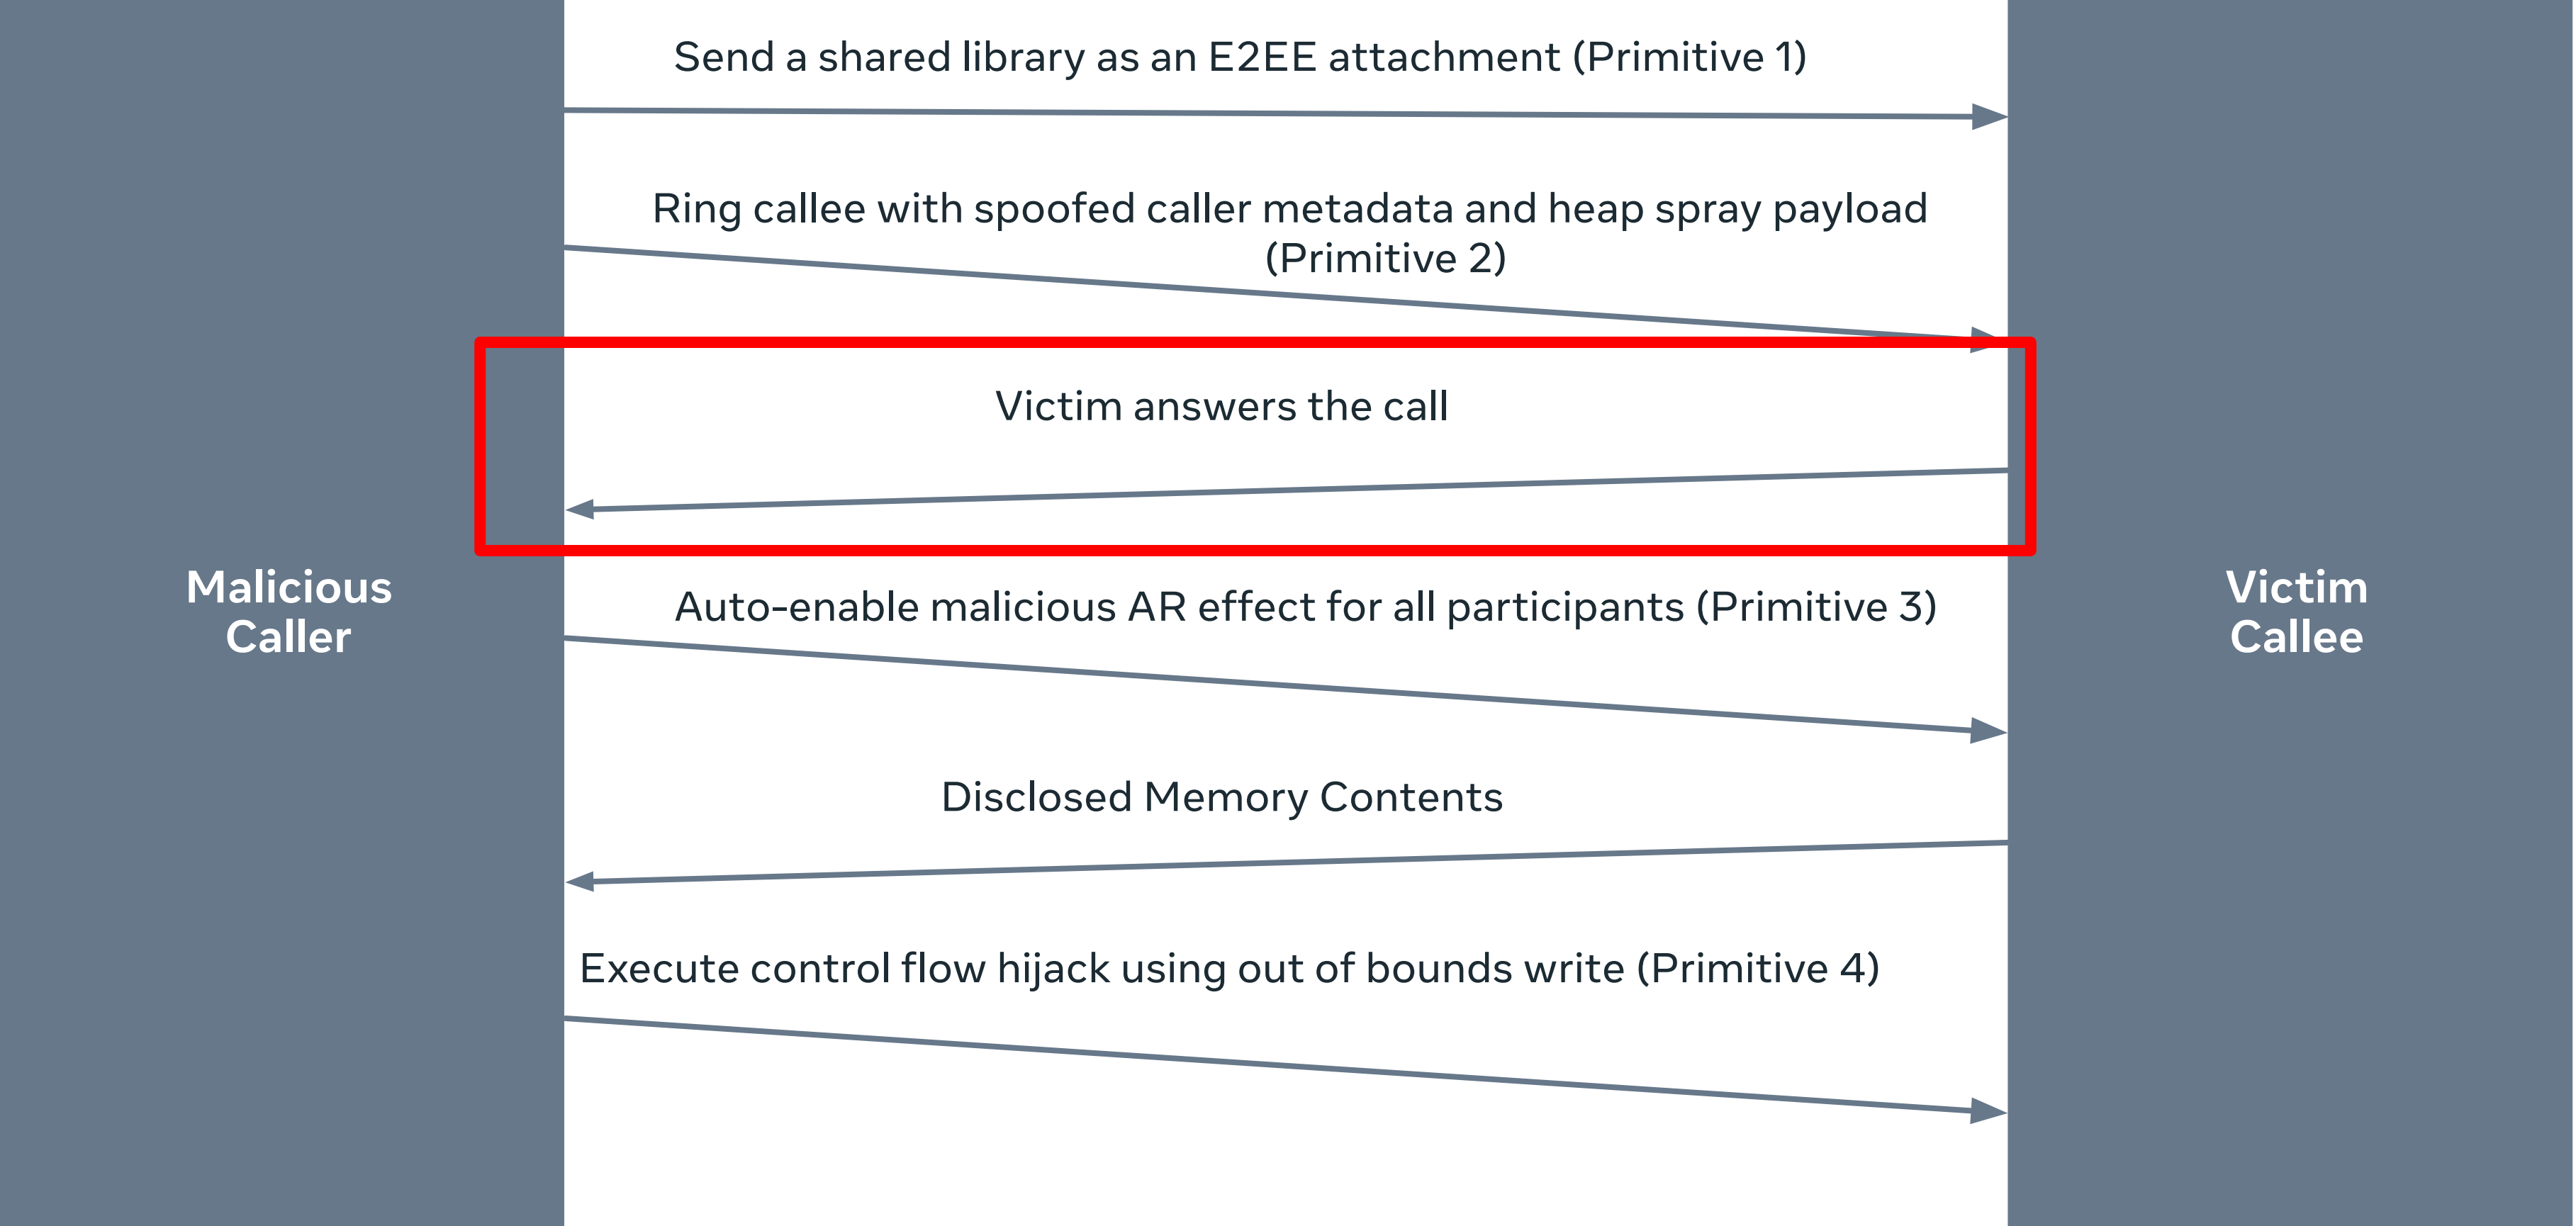 Send a shared library as an E2EE attachment (Primitive 1)
Ring callee with spoofed caller metadata and heap spray payload
(Primitive 2)
Victim answers the call
Malicious
Caller
Auto-enable malicious AR effect for all participants (Primitive 3)
Victim
Callee
Disclosed Memory Contents
Execute control flow hijack using out of bounds write (Primitive 4)